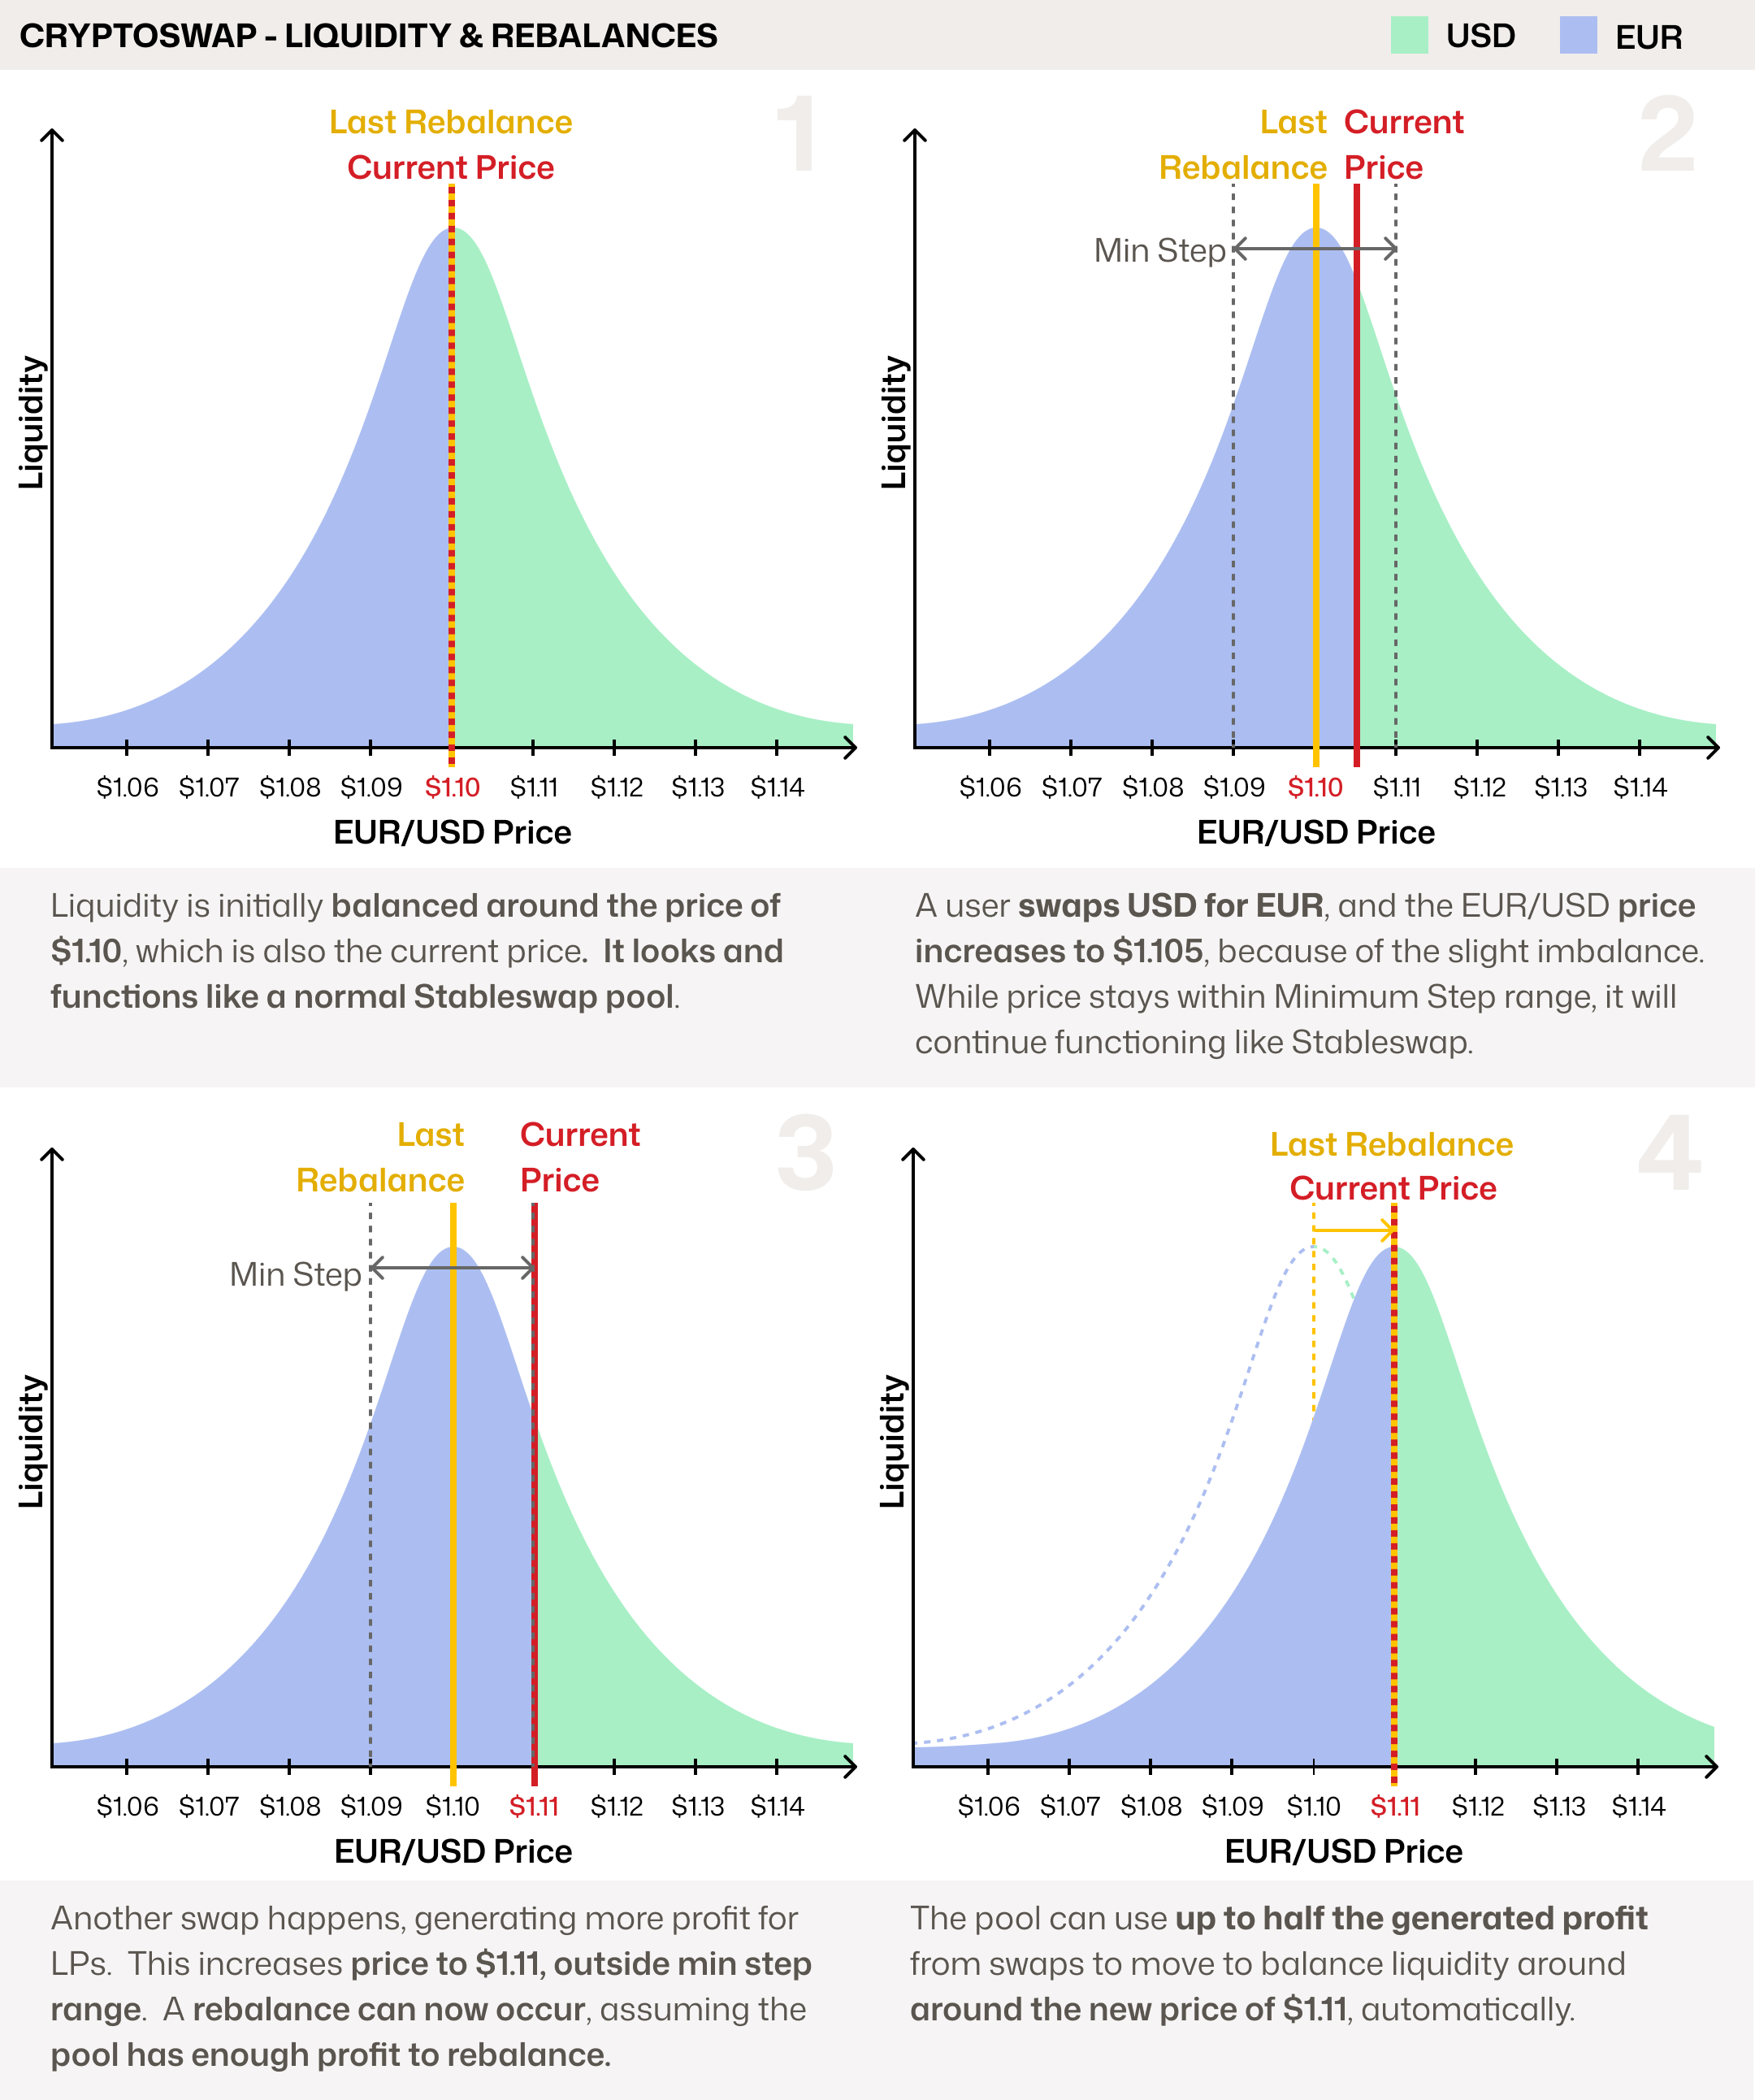 CRYPTOSWAP - LIQUIDITY & REBALANCES
USD
EUR
1
Last Rebalance
Current Price
Liquidity
$1.06 $1.07 $1.08 $1.09 $1.10 $1.11 $1.12 $1.13 $1.14
EUR/USD Price
Liquidity is initially balanced around the price of
$1.10, which is also the current price.  It looks and
functions like a normal Stableswap pool.
2
Last
Rebalance
Current
Price
Min Step
Liquidity
$1.06 $1.07 $1.08 $1.09 $1.10 $1.11 $1.12 $1.13 $1.14
EUR/USD Price
A user swaps USD for EUR, and the EUR/USD price
increases to $1.105, because of the slight imbalance.
While price stays within Minimum Step range, it will
continue functioning like Stableswap.
3
Last
Rebalance
Current
Price
Min Step
Liquidity
$1.06 $1.07 $1.08 $1.09 $1.10 $1.11 $1.12 $1.13 $1.14
EUR/USD Price
Another swap happens, generating more profit for
LPs.  This increases price to $1.11, outside min step
range.  A rebalance can now occur, assuming the
pool has enough profit to rebalance.
4
Last Rebalance
Current Price
Liquidity
$1.06 $1.07 $1.08 $1.09 $1.10 $1.11 $1.12 $1.13 $1.14
EUR/USD Price
The pool can use up to half the generated profit
from swaps to move to balance liquidity around
around the new price of $1.11, automatically.